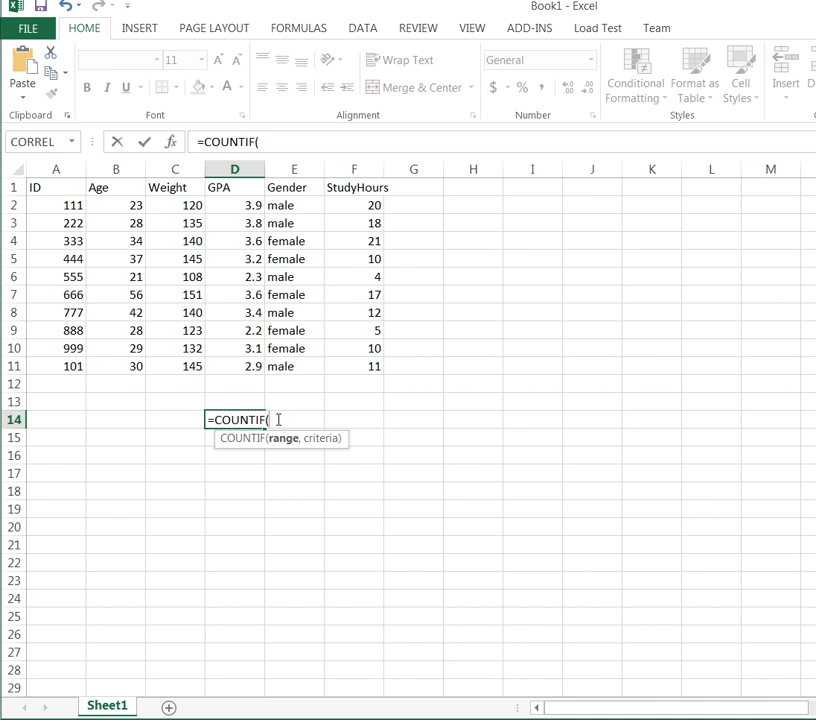 Book1 - Excel
FILE HOME INSERT PAGE LAYOUT FORMULAS DATA REVIEW VIEW ADD-INS Load Test Team
11 A A Wrap Text General
Paste B I U A Merge & Center $ % , Conditional Formatting Format as Table Cell Styles Insert
Clipboard Font Alignment Number Styles
CORREL fx =COUNTIF(
A B C D E F G H I J K L M
1 ID Age Weight GPA Gender StudyHours
2 111 23 120 3.9 male 20
3 222 28 135 3.8 male 18
4 333 34 140 3.6 female 21
5 444 37 145 3.2 female 10
6 555 21 108 2.3 male 4
7 666 56 151 3.6 female 17
8 777 42 140 3.4 male 12
9 888 28 123 2.2 female 5
10 999 29 132 3.1 female 10
11 101 30 145 2.9 male 11
12
13
14 =COUNTIF(
15 COUNTIF(range, criteria)
16
17
18
19
20
21
22
23
24
25
26
27
28
29
Sheet1